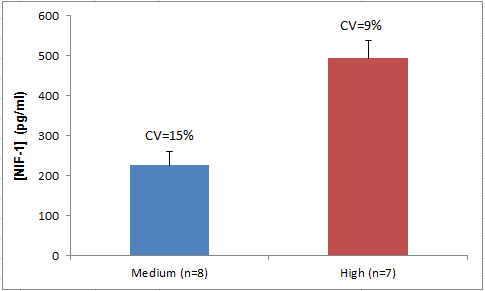 600
500
400
300
200
100
0
[NIF-1] (pg/ml)
CV=15%
CV=9%
Medium (n=8)
High (n=7)